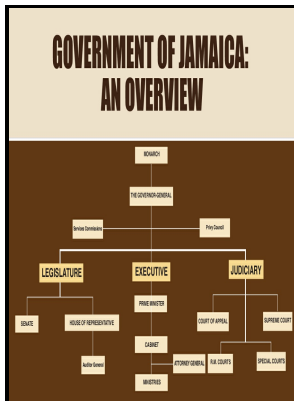 GOVERNMENT OF JAMAICA:
AN OVERVIEW
MONARCH
THE GOVERNOR-GENERAL
Services Commissions
Privy Council
LEGISLATURE
EXECUTIVE
JUDICIARY
PRIME MINISTER
SENATE
HOUSE OF REPRESENTATIVE
COURT OF APPEAL
SUPREME COURT
CABINET
Auditor General
ATTORNEY GENERAL
R.M. COURTS
SPECIAL COURTS
MINISTRIES